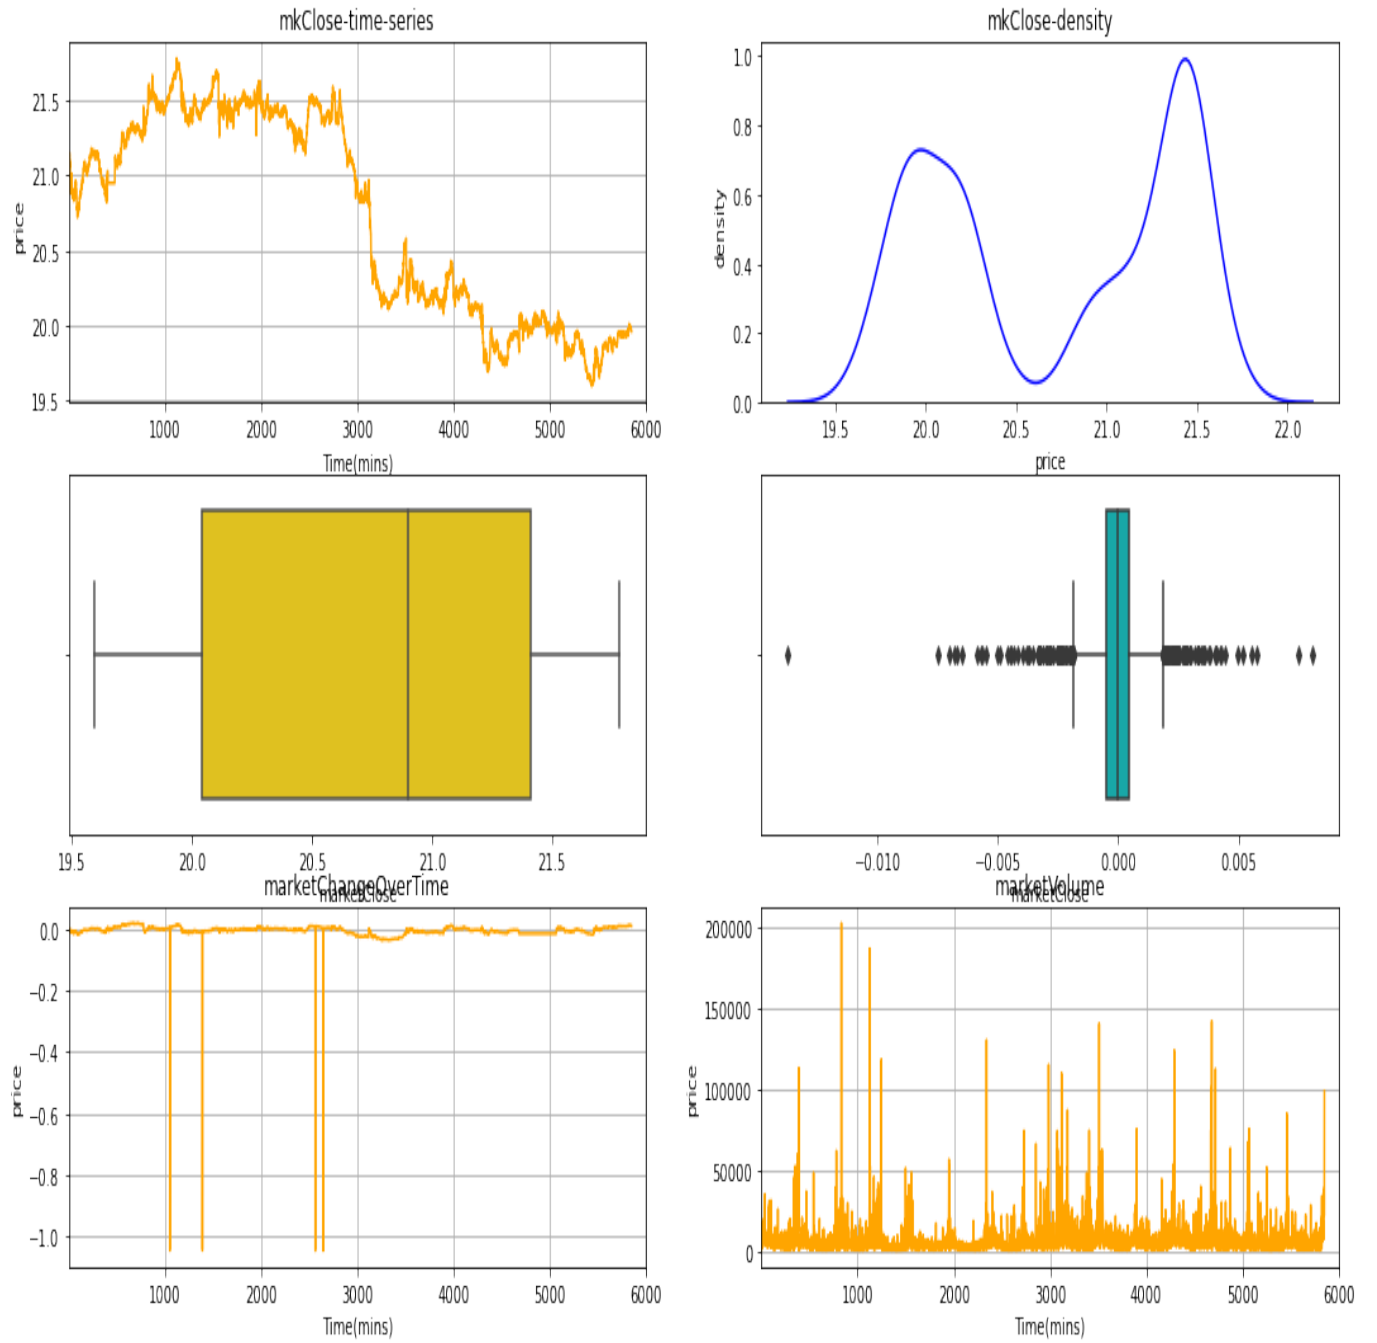 mkClose-time-series
mkClose-density
price
21.5
21.0
20.5
20.0
19.5
1000 2000 3000 4000 5000 6000
Time(mins)
density
1.0
0.8
0.6
0.4
0.2
0.0
19.5 20.0 20.5 21.0 21.5 22.0
price
19.5 20.0 20.5 21.0 21.5
marketClose
−0.010 −0.005 0.000 0.005
marketClose
marketChangeOverTime
price
0.0
−0.2
−0.4
−0.6
−0.8
−1.0
1000 2000 3000 4000 5000 6000
Time(mins)
marketVolume
price
200000
150000
100000
50000
0
1000 2000 3000 4000 5000 6000
Time(mins)